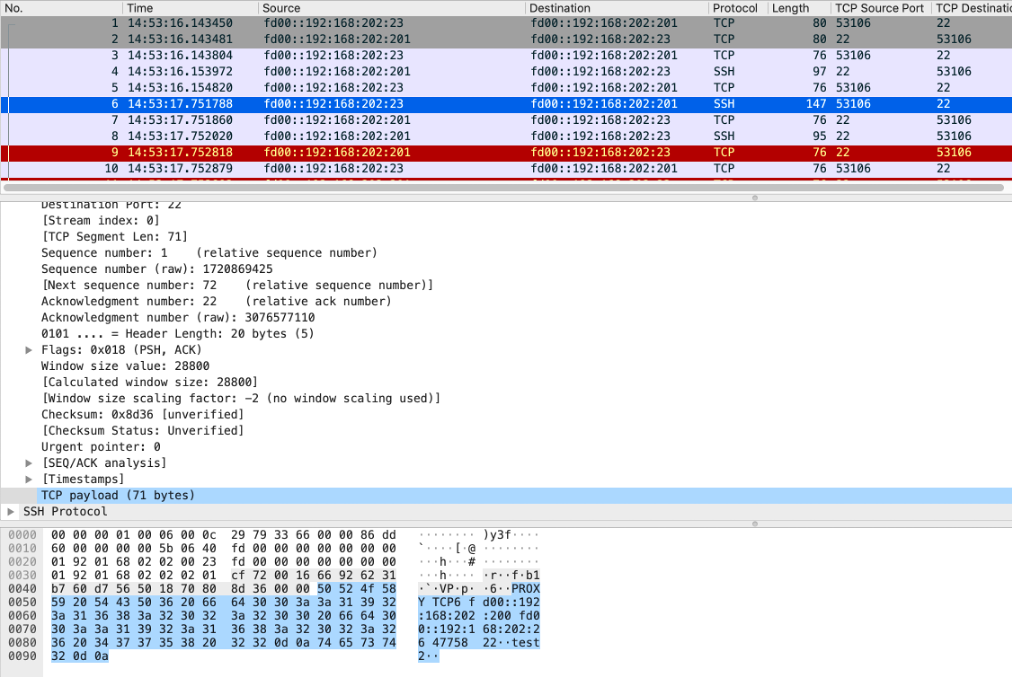 No. Time Source Destination Protocol Length TCP Source Port TCP Destinatio
1 14:53:16.143450 fd00::192:168:202:23 fd00::192:168:202:201 TCP 80 53106 22
2 14:53:16.143481 fd00::192:168:202:201 fd00::192:168:202:23 TCP 80 22 53106
3 14:53:16.143804 fd00::192:168:202:23 fd00::192:168:202:201 TCP 76 53106 22
4 14:53:16.153972 fd00::192:168:202:201 fd00::192:168:202:23 SSH 97 22 53106
5 14:53:16.154820 fd00::192:168:202:23 fd00::192:168:202:201 TCP 76 53106 22
6 14:53:17.751788 fd00::192:168:202:23 fd00::192:168:202:201 SSH 147 53106 22
7 14:53:17.751860 fd00::192:168:202:201 fd00::192:168:202:23 TCP 76 22 53106
8 14:53:17.752020 fd00::192:168:202:201 fd00::192:168:202:23 SSH 95 22 53106
9 14:53:17.752818 fd00::192:168:202:201 fd00::192:168:202:23 TCP 76 22 53106
10 14:53:17.752879 fd00::192:168:202:23 fd00::192:168:202:201 TCP 76 53106 22
Destination Port: 22
[Stream index: 0]
[TCP Segment Len: 71]
Sequence number: 1    (relative sequence number)
Sequence number (raw): 1720869425
[Next sequence number: 72    (relative sequence number)]
Acknowledgment number: 22    (relative ack number)
Acknowledgment number (raw): 3076577110
0101 .... = Header Length: 20 bytes (5)
Flags: 0x018 (PSH, ACK)
Window size value: 28800
[Calculated window size: 28800]
[Window size scaling factor: -2 (no window scaling used)]
Checksum: 0x8d36 [unverified]
[Checksum Status: Unverified]
Urgent pointer: 0
[SEQ/ACK analysis]
[Timestamps]
TCP payload (71 bytes)
SSH Protocol
0000 00 00 00 01 00 06 00 0c 29 79 33 66 00 00 86 dd ········ )y3f····
0010 60 00 00 00 00 5b 06 40 fd 00 00 00 00 00 00 00 `····[·@ ········
0020 01 92 01 68 02 02 00 23 fd 00 00 00 00 00 00 00 ···h···# ········
0030 01 92 01 68 02 02 02 01 cf 72 00 16 66 92 62 31 ···h···· ·r··f·b1
0040 b7 60 d7 56 50 18 70 80 8d 36 00 00 50 52 4f 58 ·`·VP·p· ·6··PROX
0050 59 20 54 43 50 36 20 66 64 30 30 3a 3a 31 39 32 Y TCP6 f d00::192
0060 3a 31 36 38 3a 32 30 32 3a 32 30 30 20 66 64 30 :168:202 :200 fd0
0070 30 3a 3a 31 39 32 3a 31 36 38 3a 32 30 32 3a 32 0::192:1 68:202:2
0080 36 20 34 37 37 35 38 20 32 32 0d 0a 74 65 73 74 6 47758 22··test
0090 32 0d 0a 2··